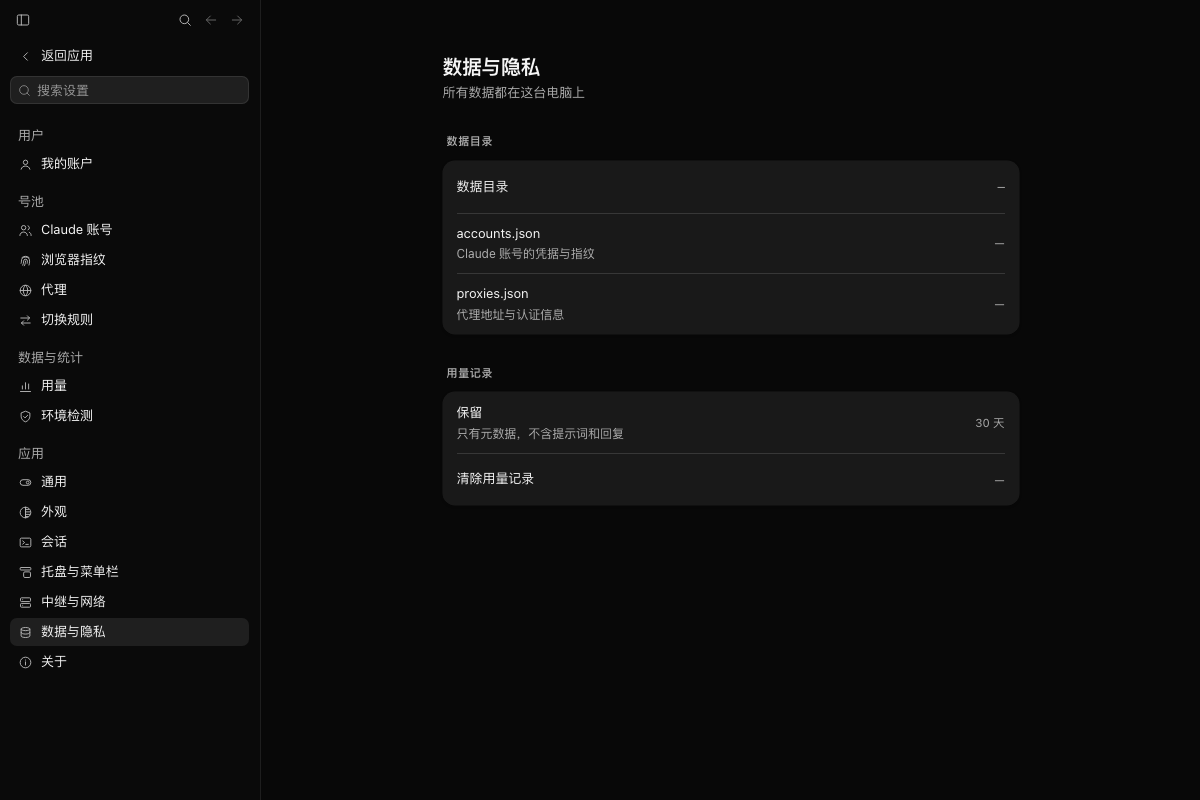 返回应用
搜索设置
用户
我的账户
号池
Claude 账号
浏览器指纹
代理
切换规则
数据与统计
用量
环境检测
应用
通用
外观
会话
托盘与菜单栏
中继与网络
数据与隐私
关于
数据与隐私
所有数据都在这台电脑上
数据目录
数据目录 —
accounts.json
Claude 账号的凭据与指纹
—
proxies.json
代理地址与认证信息
—
用量记录
保留
只有元数据，不含提示词和回复
30 天
清除用量记录 —